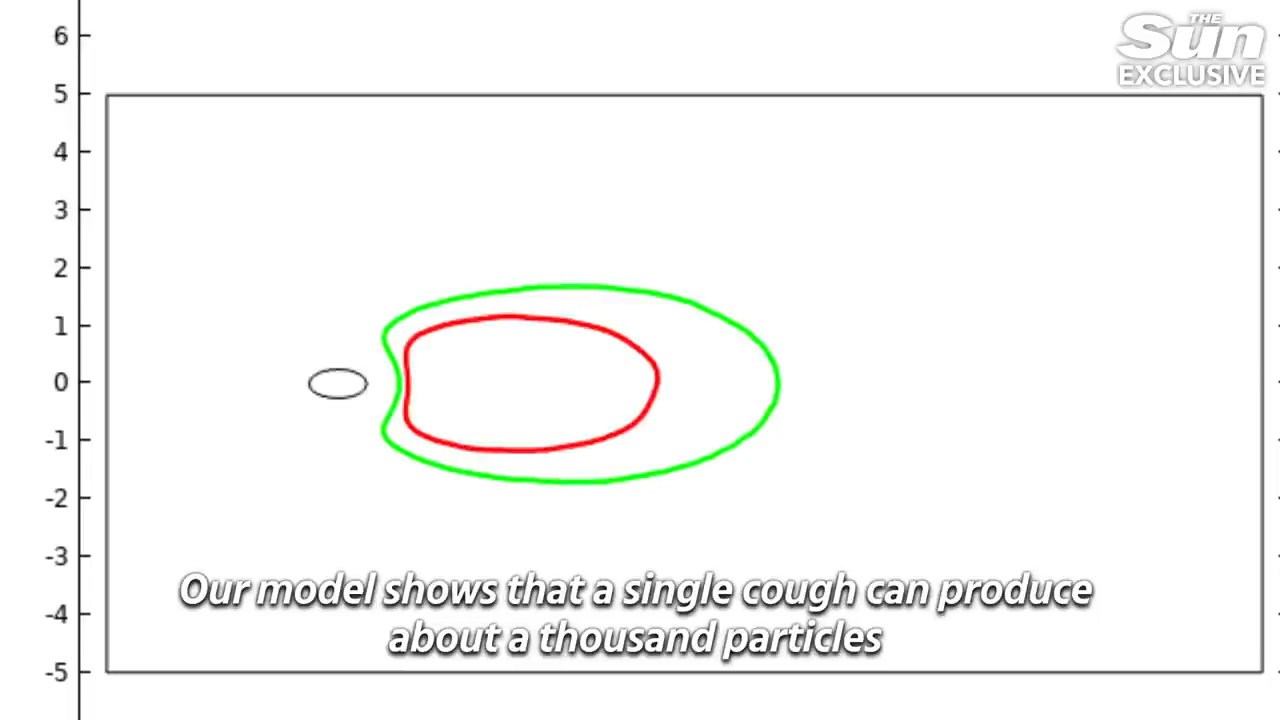 THE
Sun
EXCLUSIVE
6
5
4
3
2
1
0
-1
-2
-3
-4
-5
Our model shows that a single cough can produce
about a thousand particles